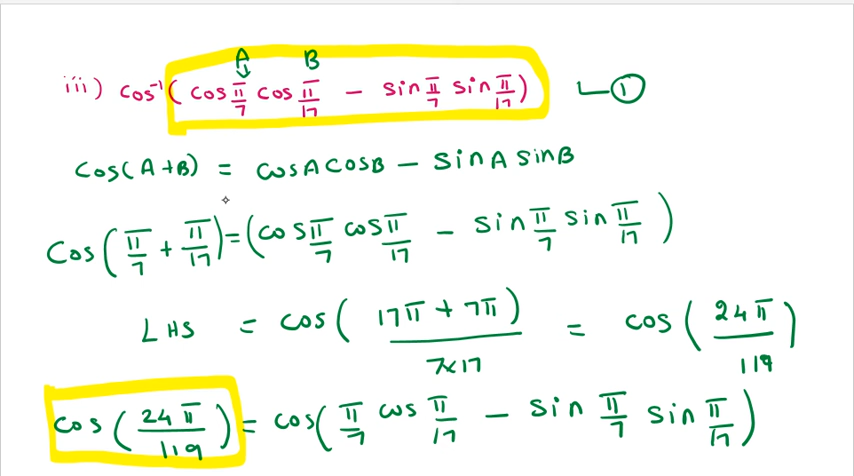 A B
iii) cos⁻¹(cos π/7 cos π/17 − sin π/7 sin π/17) ①
cos(A+B) = cosA cosB − sinA sinB
cos(π/7 + π/17) = (cos π/7 cos π/17 − sin π/7 sin π/17)
LHS = cos(17π + 7π)/7×17 = cos(24π/119)
cos(24π/119) = cos(π/7 cos π/17 − sin π/7 sin π/17)